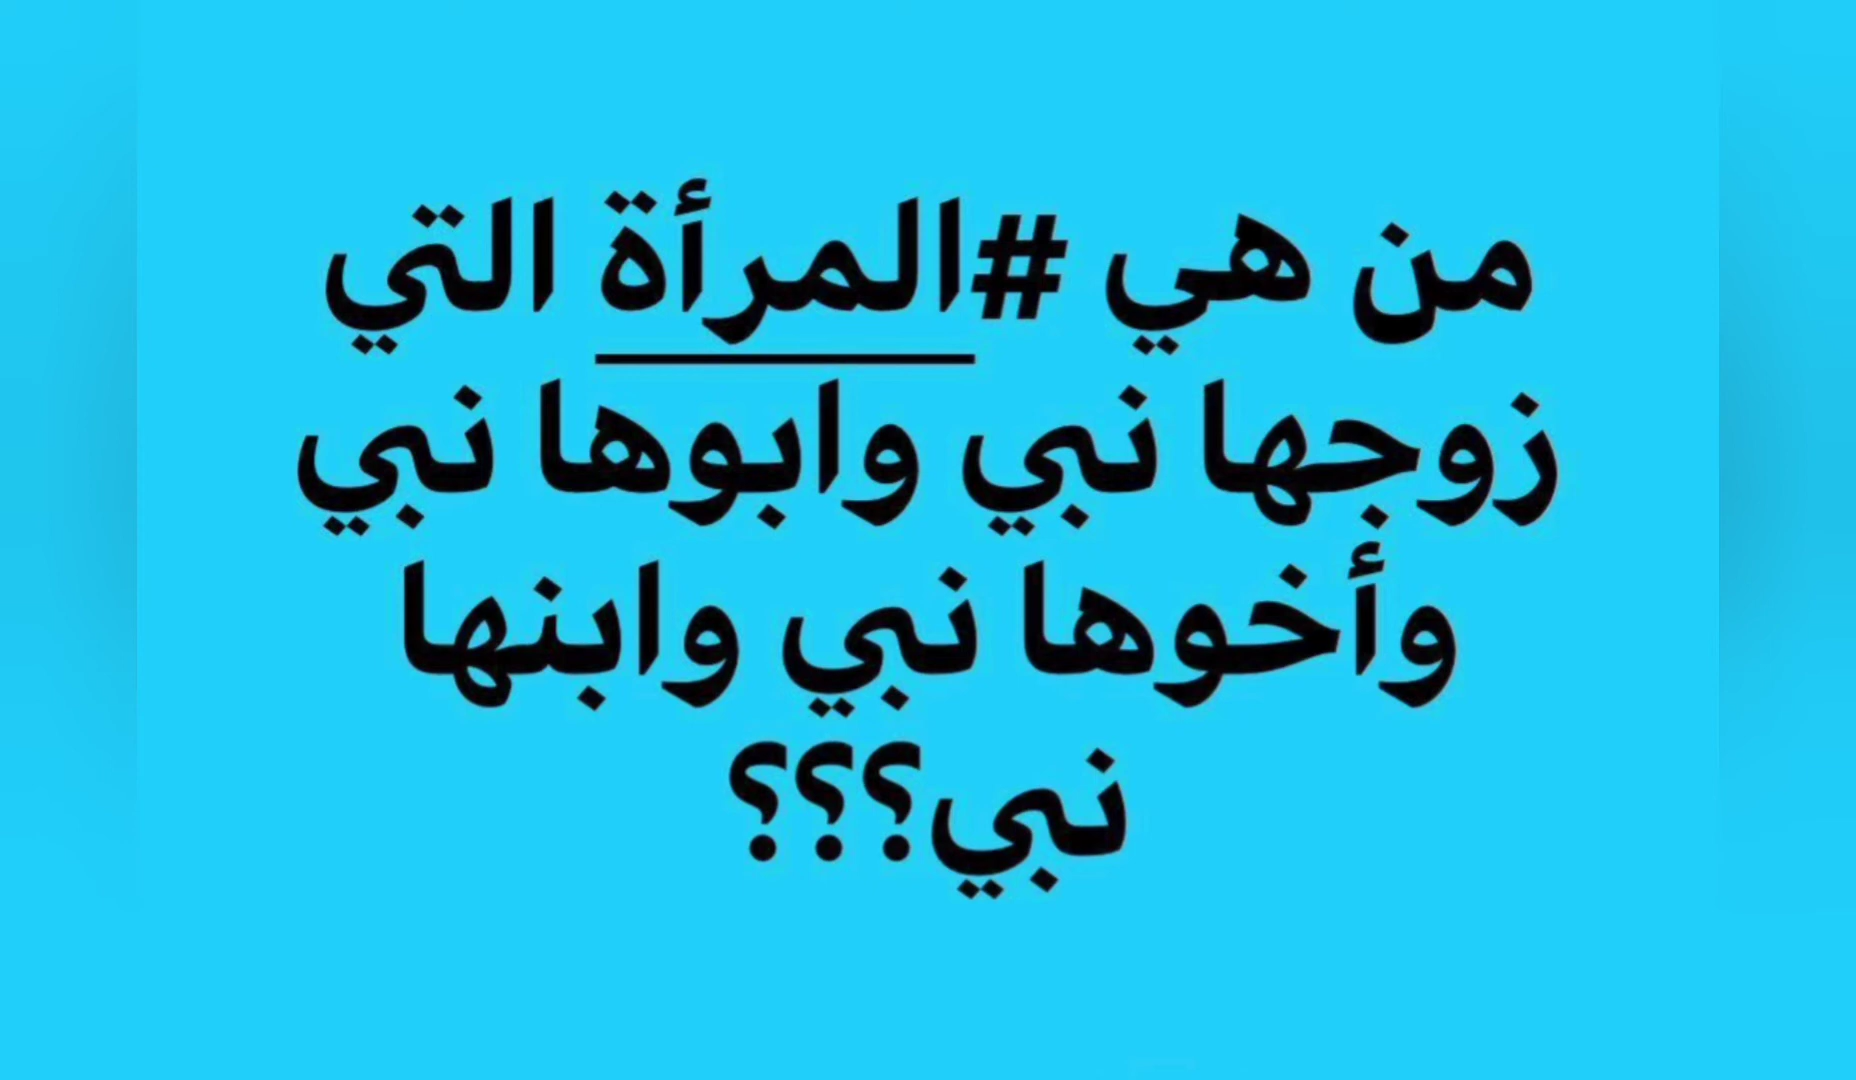 من هي #المرأة التي
زوجها نبي وابوها نبي
وأخوها نبي وابنها
نبي؟؟؟